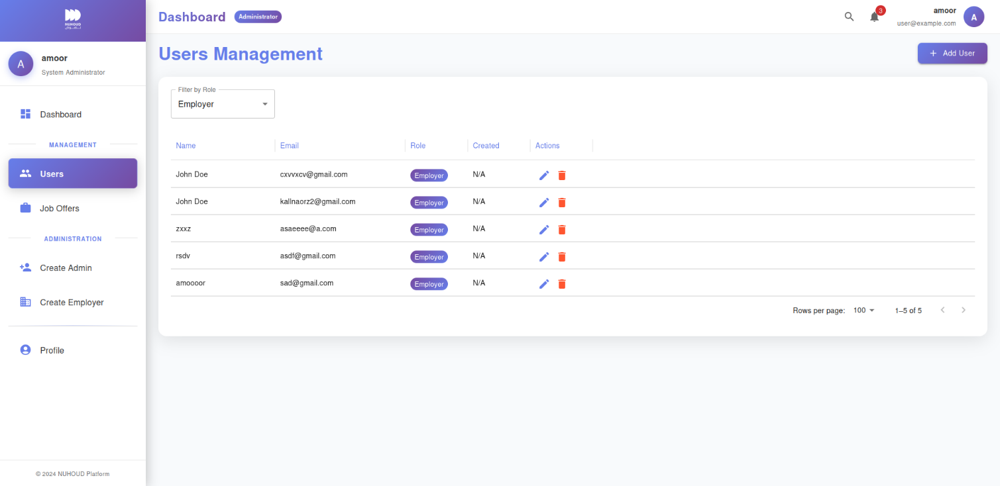 NUHOUD
نـــهـــوض
Dashboard
Administrator
3
amoor
user@example.com
A
A
amoor
System Administrator
Dashboard
MANAGEMENT
Users
Job Offers
ADMINISTRATION
Create Admin
Create Employer
Profile
© 2024 NUHOUD Platform
Users Management
Add User
Filter by Role
Employer
Name Email Role Created Actions
John Doe cxvvxcv@gmail.com Employer N/A
John Doe kallnaorz2@gmail.com Employer N/A
zxxz asaeeee@a.com Employer N/A
rsdv asdf@gmail.com Employer N/A
amoooor sad@gmail.com Employer N/A
Rows per page: 100 1–5 of 5